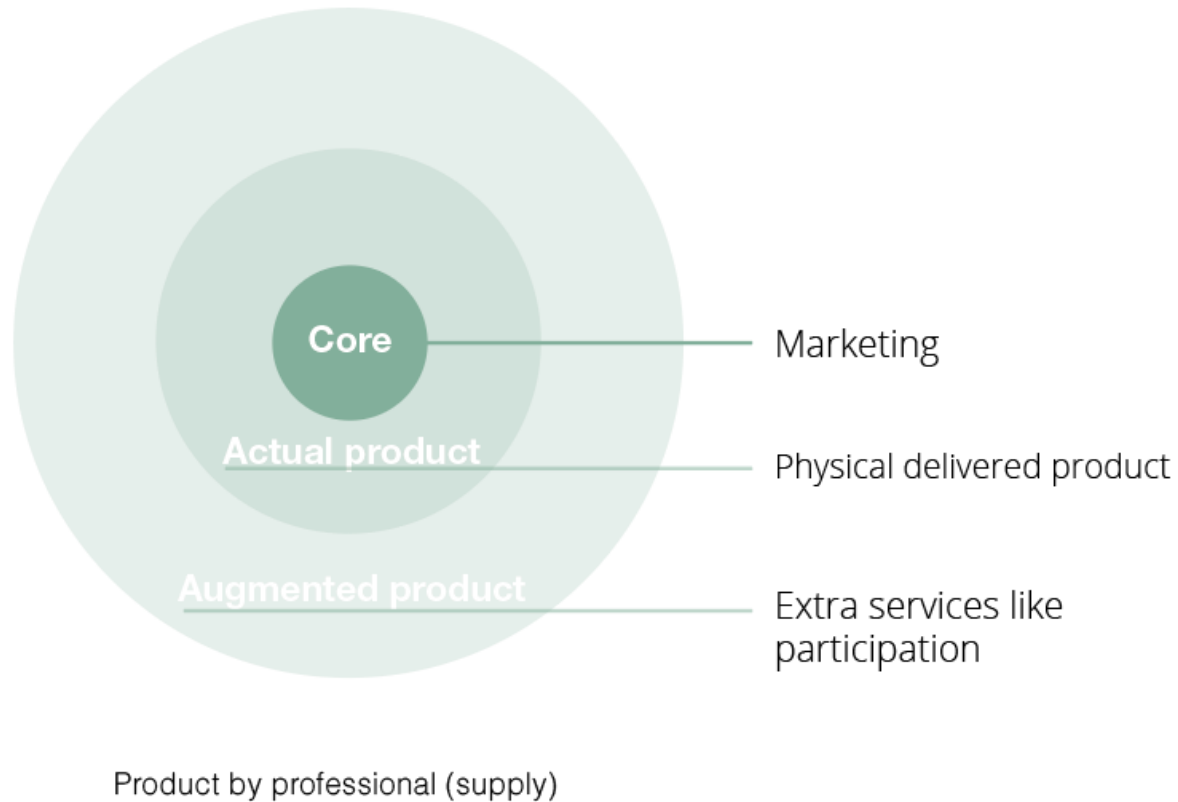 Core
Marketing
Actual product
Physical delivered product
Augmented product
Extra services like
participation
Product by professional (supply)